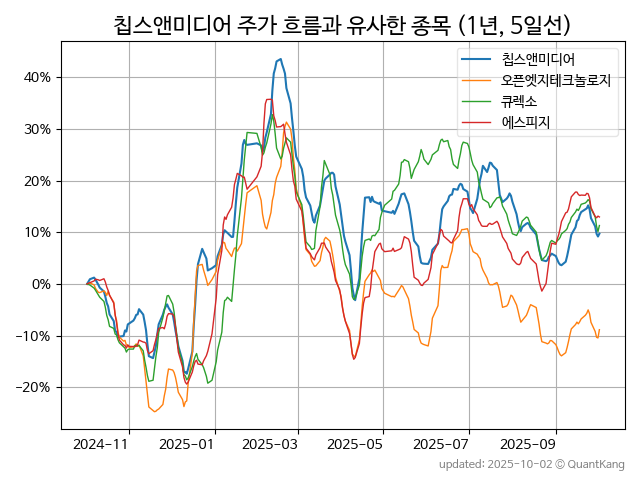 칩스앤미디어 주가 흐름과 유사한 종목 (1년, 5일선)
칩스앤미디어
오픈엣지테크놀로지
큐렉소
에스피지
40%
30%
20%
10%
0%
−10%
−20%
2024-11
2025-01
2025-03
2025-05
2025-07
2025-09
updated: 2025-10-02 © QuantKang